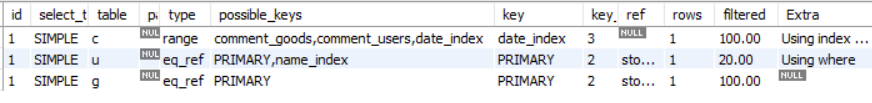 id select_t table pa type possible_keys key key_ ref rows filtered Extra
1 SIMPLE c NULL range comment_goods,comment_users,date_index date_index 3 NULL 1 100.00 Using index ...
1 SIMPLE u NULL eq_ref PRIMARY,name_index PRIMARY 2 sto... 1 20.00 Using where
1 SIMPLE g NULL eq_ref PRIMARY PRIMARY 2 sto... 1 100.00 NULL